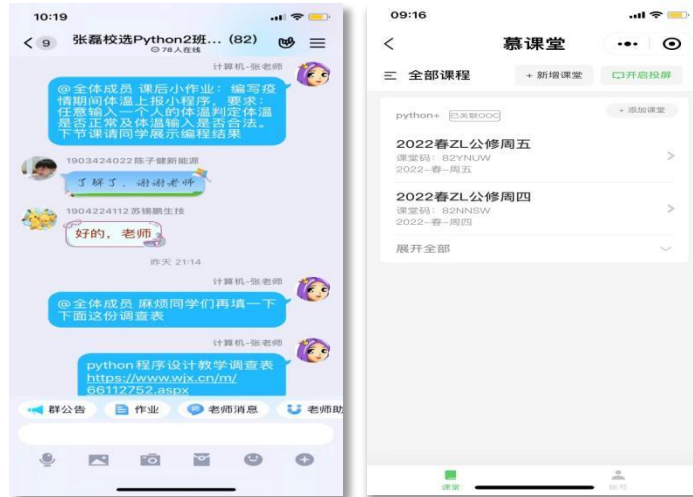 10:19
9
张磊校选Python2班... (82)
78人在线
计算机-张老师
@全体成员 课后小作业：编写疫
情期间体温上报小程序，要求：
任意输入一个人的体温判定体温
是否正常及体温输入是否合法。
下节课请同学展示编程结果
1903424022陈子健新能源
了解了，谢谢老师
1904224112苏锡鹏生技
好的，老师
昨天 21:14
计算机-张老师
@全体成员 麻烦同学们再填一下
下面这份调查表
计算机-张老师
python程序设计教学调查表
https://www.wjx.cn/m/
66112752.aspx
群公告
作业
老师消息
老师助
09:16
慕课堂
全部课程
+ 新增课堂
开启投屏
python+
+ 添加课堂
2022春ZL公修周五
课堂码：82YNUW
2022-春-周五
2022春ZL公修周四
课堂码：82NNSW
2022-春-周四
展开全部
课堂
账号